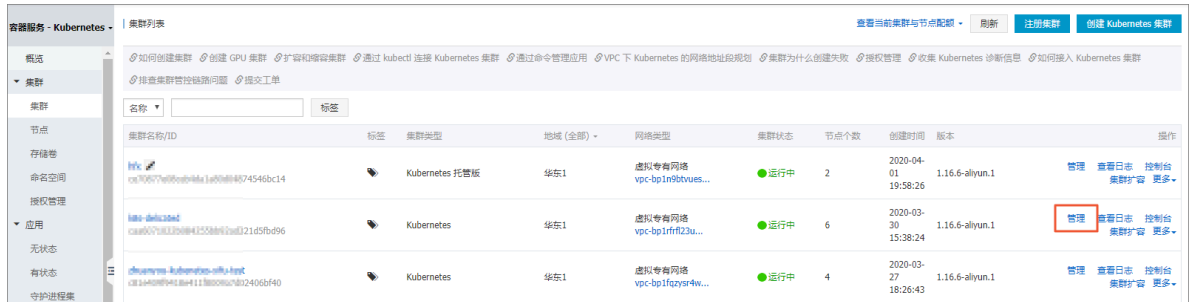 容器服务 - Kubernetes
集群列表
查看当前集群与节点配额
刷新
注册集群
创建 Kubernetes 集群
概览
集群
集群
节点
存储卷
命名空间
授权管理
应用
无状态
有状态
守护进程集
如何创建集群 创建 GPU 集群 扩容和缩容集群 通过 kubectl 连接 Kubernetes 集群 通过命令管理应用 VPC 下 Kubernetes 的网络地址段规划 集群为什么创建失败 授权管理 收集 Kubernetes 诊断信息 如何接入 Kubernetes 集群
排查集群管控链路问题 提交工单
名称 标签
集群名称/ID 标签 集群类型 地域 (全部) 网络类型 集群状态 节点个数 创建时间 版本 操作
74546bc14
Kubernetes 托管版 华东1
虚拟专有网络
vpc-bp1n9btvues...
运行中 2
2020-04-
01
19:58:26
1.16.6-aliyun.1
管理 查看日志 控制台
集群扩容 更多
321d5fbd96
Kubernetes 华东1
虚拟专有网络
vpc-bp1rfrfl23u...
运行中 6
2020-03-
30
15:38:24
1.16.6-aliyun.1
管理 查看日志 控制台
集群扩容 更多
2406bf40
Kubernetes 华东1
虚拟专有网络
vpc-bp1fqzysr4w...
运行中 4
2020-03-
27
18:26:43
1.16.6-aliyun.1
管理 查看日志 控制台
集群扩容 更多